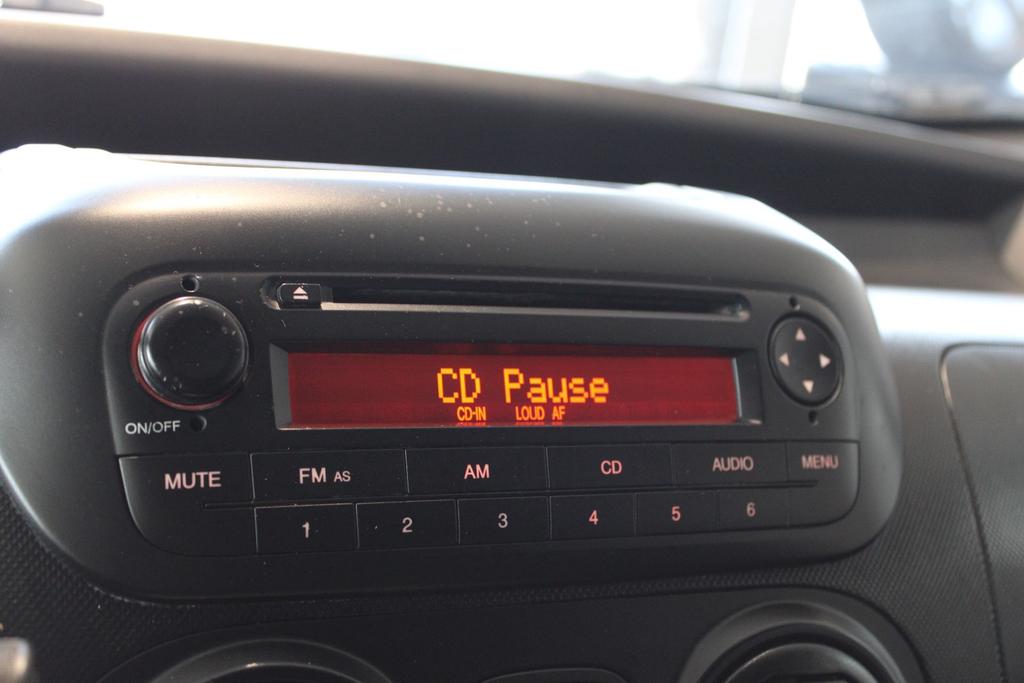 CD Pause
CD-IN LOUD AF
ON/OFF
MUTE FM AS AM CD AUDIO MENU
1 2 3 4 5 6